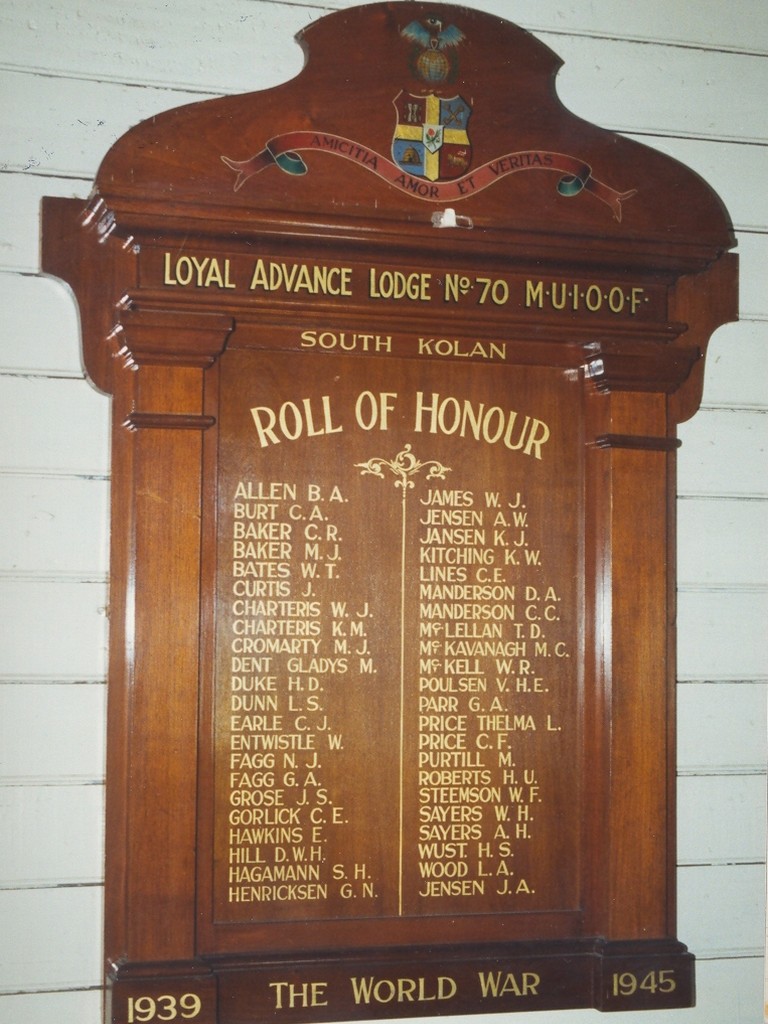 AMICITIA AMOR ET VERITAS
LOYAL ADVANCE LODGE No 70 M·U·I·O·O·F·
SOUTH KOLAN
ROLL OF HONOUR
ALLEN B.A.
BURT C.A.
BAKER C.R.
BAKER M.J.
BATES W.T.
CURTIS J.
CHARTERIS W.J.
CHARTERIS K.M.
CROMARTY M.J.
DENT GLADYS M.
DUKE H.D.
DUNN L.S.
EARLE C.J.
ENTWISTLE W.
FAGG N.J.
FAGG G.A.
GROSE J.S.
GORLICK C.E.
HAWKINS E.
HILL D.W.H.
HAGAMANN S.H.
HENRICKSEN G.N.
JAMES W.J.
JENSEN A.W.
JANSEN K.J.
KITCHING K.W.
LINES C.E.
MANDERSON D.A.
MANDERSON C.C.
McLELLAN T.D.
McKAVANAGH M.C.
McKELL W.R.
POULSEN V.H.E.
PARR G.A.
PRICE THELMA L.
PRICE C.F.
PURTILL M.
ROBERTS H.U.
STEEMSON W.F.
SAYERS W.H.
SAYERS A.H.
WUST H.S.
WOOD L.A.
JENSEN J.A.
1939 THE WORLD WAR 1945